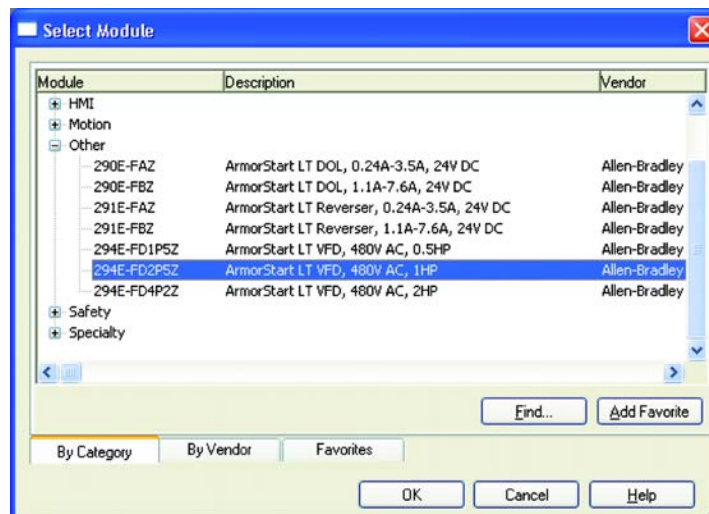 Select Module
Module Description Vendor
HMI
Motion
Other
290E-FAZ ArmorStart LT DOL, 0.24A-3.5A, 24V DC Allen-Bradley
290E-FBZ ArmorStart LT DOL, 1.1A-7.6A, 24V DC Allen-Bradley
291E-FAZ ArmorStart LT Reverser, 0.24A-3.5A, 24V DC Allen-Bradley
291E-FBZ ArmorStart LT Reverser, 1.1A-7.6A, 24V DC Allen-Bradley
294E-FD1P5Z ArmorStart LT VFD, 480V AC, 0.5HP Allen-Bradley
294E-FD2P5Z ArmorStart LT VFD, 480V AC, 1HP Allen-Bradley
294E-FD4P2Z ArmorStart LT VFD, 480V AC, 2HP Allen-Bradley
Safety
Specialty
Find... Add Favorite
By Category By Vendor Favorites
OK Cancel Help